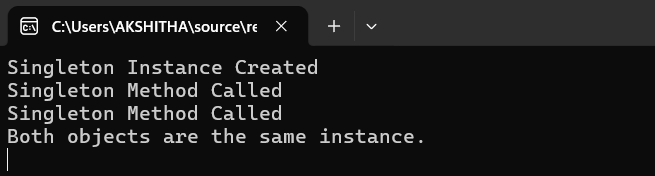 C:\Users\AKSHITHA\source\re
Singleton Instance Created
Singleton Method Called
Singleton Method Called
Both objects are the same instance.